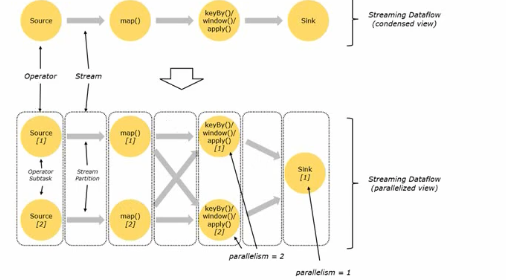 Source
map()
keyBy()/
window()/
apply()
Sink
Streaming Dataflow
(condensed view)
Operator
Stream
Source
[1]
map()
[1]
keyBy()/
window()/
apply()
[1]
Operator
Subtask
Stream
Partition
Sink
[1]
Streaming Dataflow
(parallelized view)
Source
[2]
map()
[2]
keyBy()/
window()/
apply()
[2]
parallelism = 2
parallelism = 1